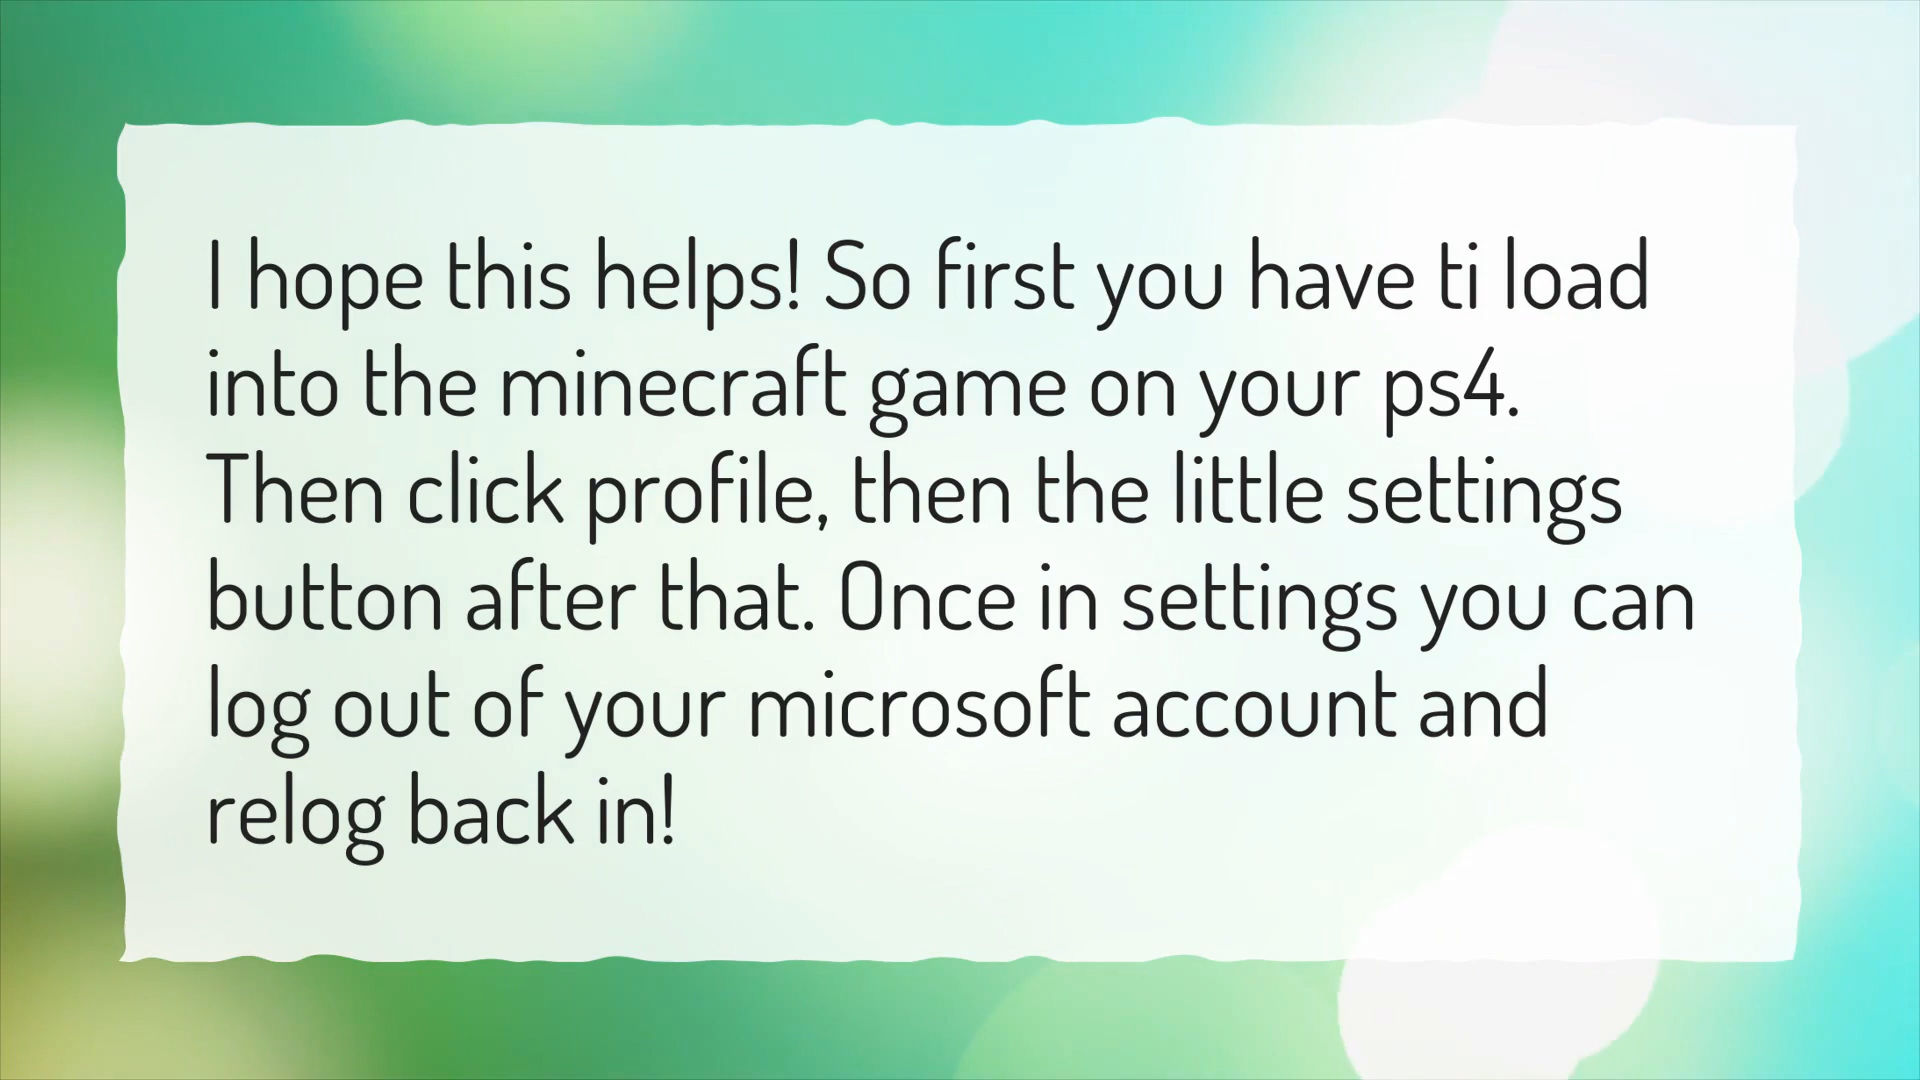 I hope this helps! So first you have ti load
into the minecraft game on your ps4.
Then click profile, then the little settings
button after that. Once in settings you can
log out of your microsoft account and
relog back in!